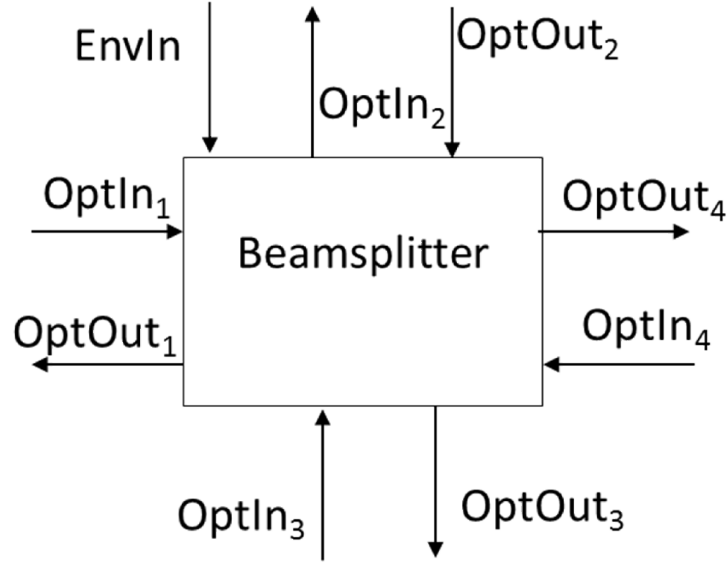 EnvIn
OptOut₂
OptIn₂
OptIn₁
OptOut₄
Beamsplitter
OptOut₁
OptIn₄
OptIn₃
OptOut₃